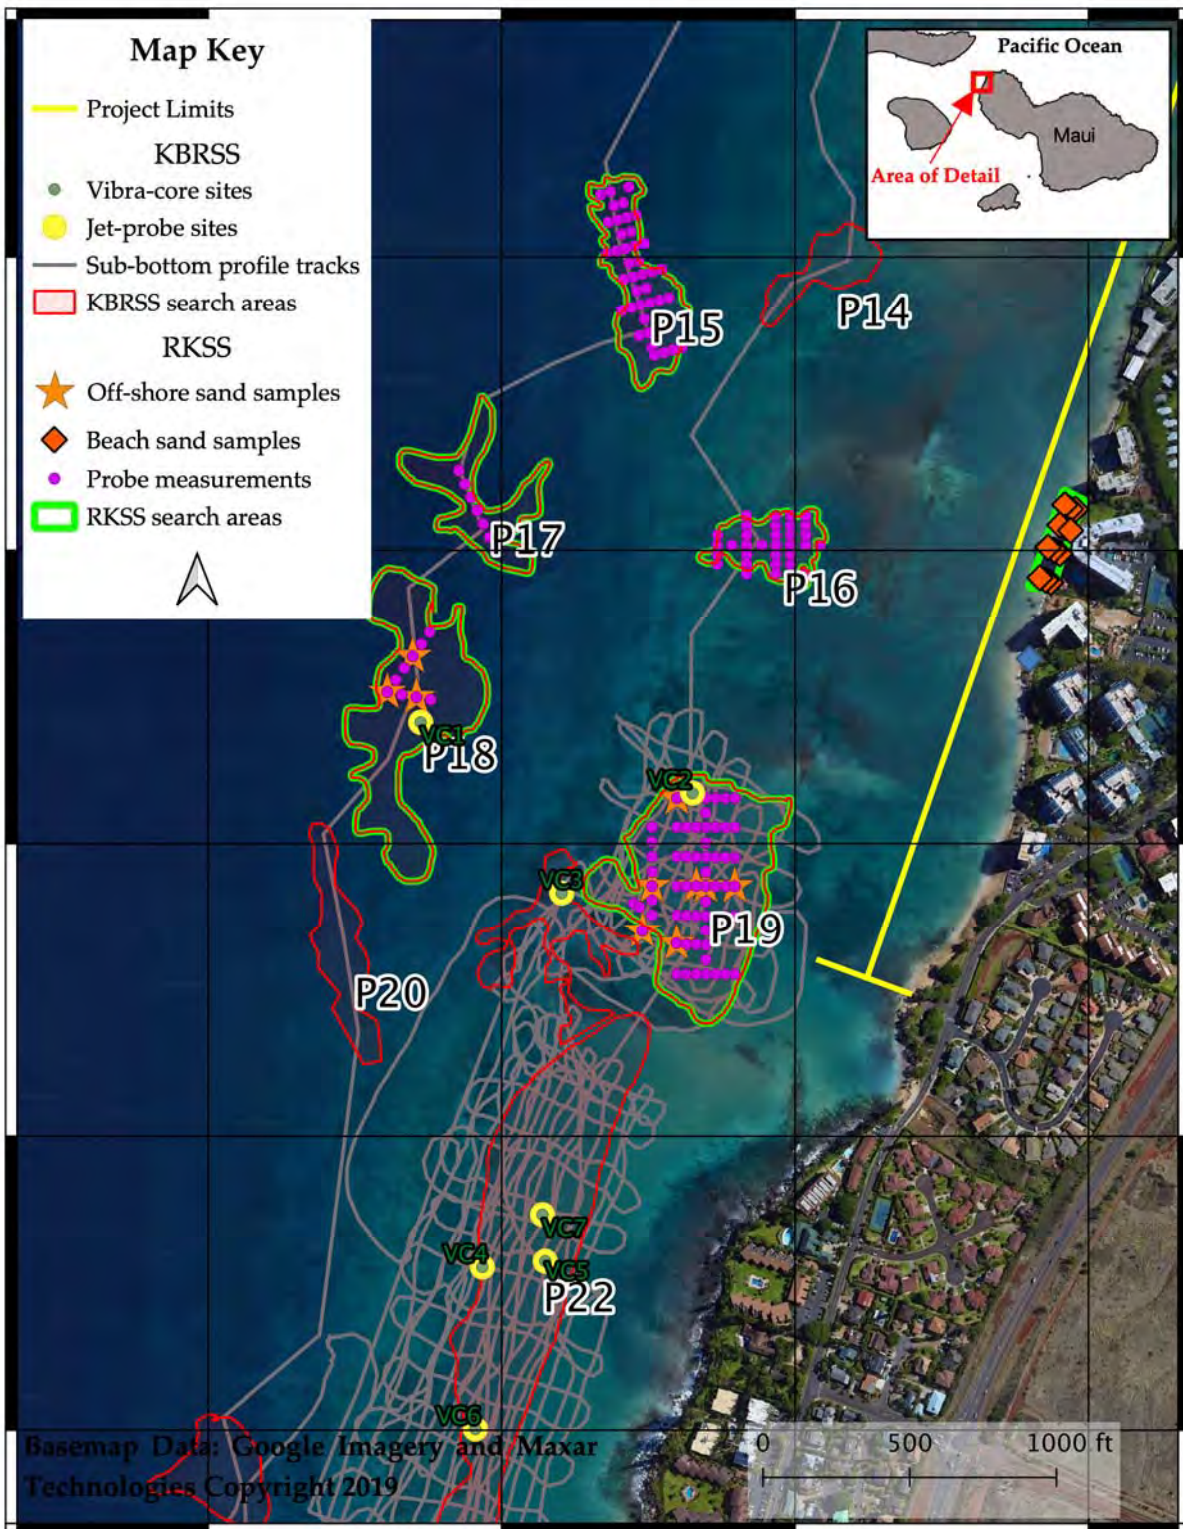 Map Key
Project Limits
KBRSS
Vibra-core sites
Jet-probe sites
Sub-bottom profile tracks
KBRSS search areas
RKSS
Off-shore sand samples
Beach sand samples
Probe measurements
RKSS search areas
Pacific Ocean
Maui
Area of Detail
P14
P15
P17
P16
VC1
P18
VC2
VC3
P19
P20
VC7
VC4
VC5
P22
VC6
Basemap Data: Google Imagery and Maxar
Technologies Copyright 2019
0 500 1000 ft